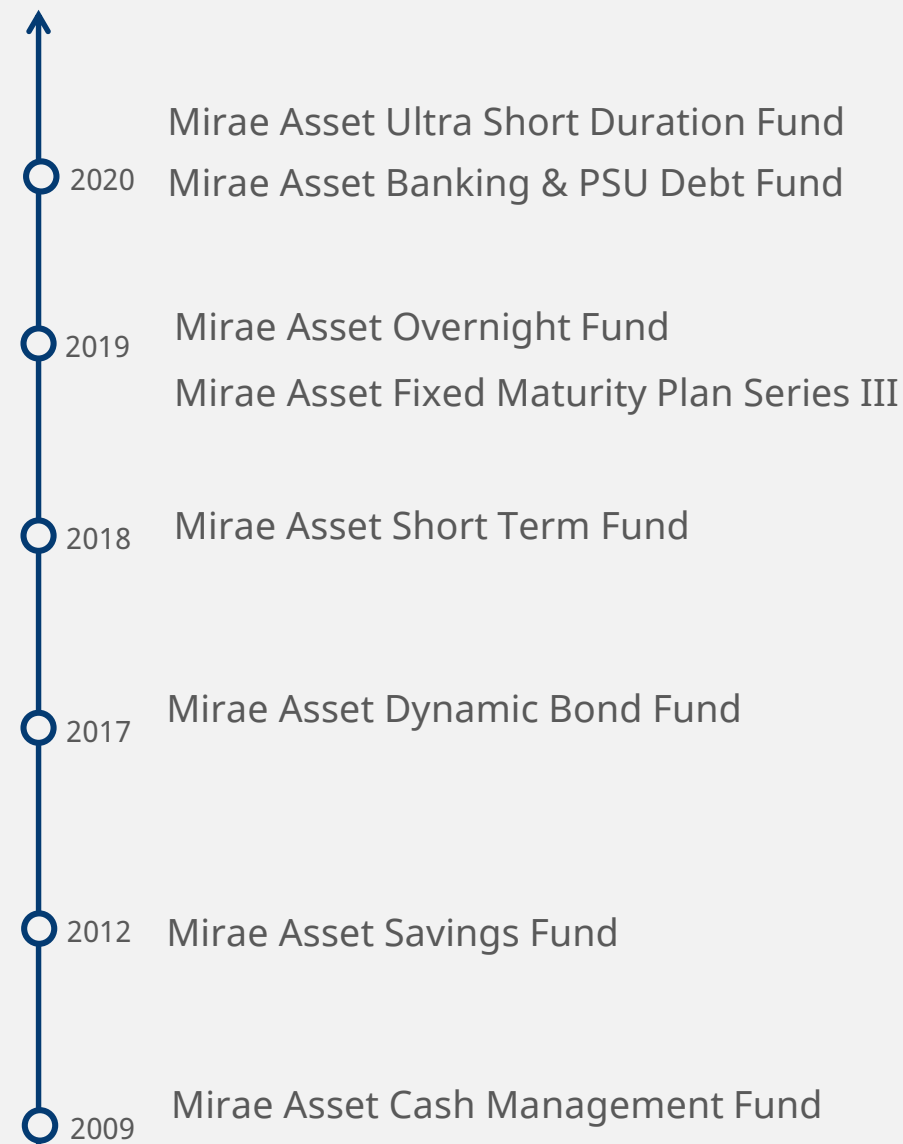 Mirae Asset Ultra Short Duration Fund
2020 Mirae Asset Banking & PSU Debt Fund
Mirae Asset Overnight Fund
2019
Mirae Asset Fixed Maturity Plan Series III
Mirae Asset Short Term Fund
2018
Mirae Asset Dynamic Bond Fund
2017
2012 Mirae Asset Savings Fund
Mirae Asset Cash Management Fund
2009